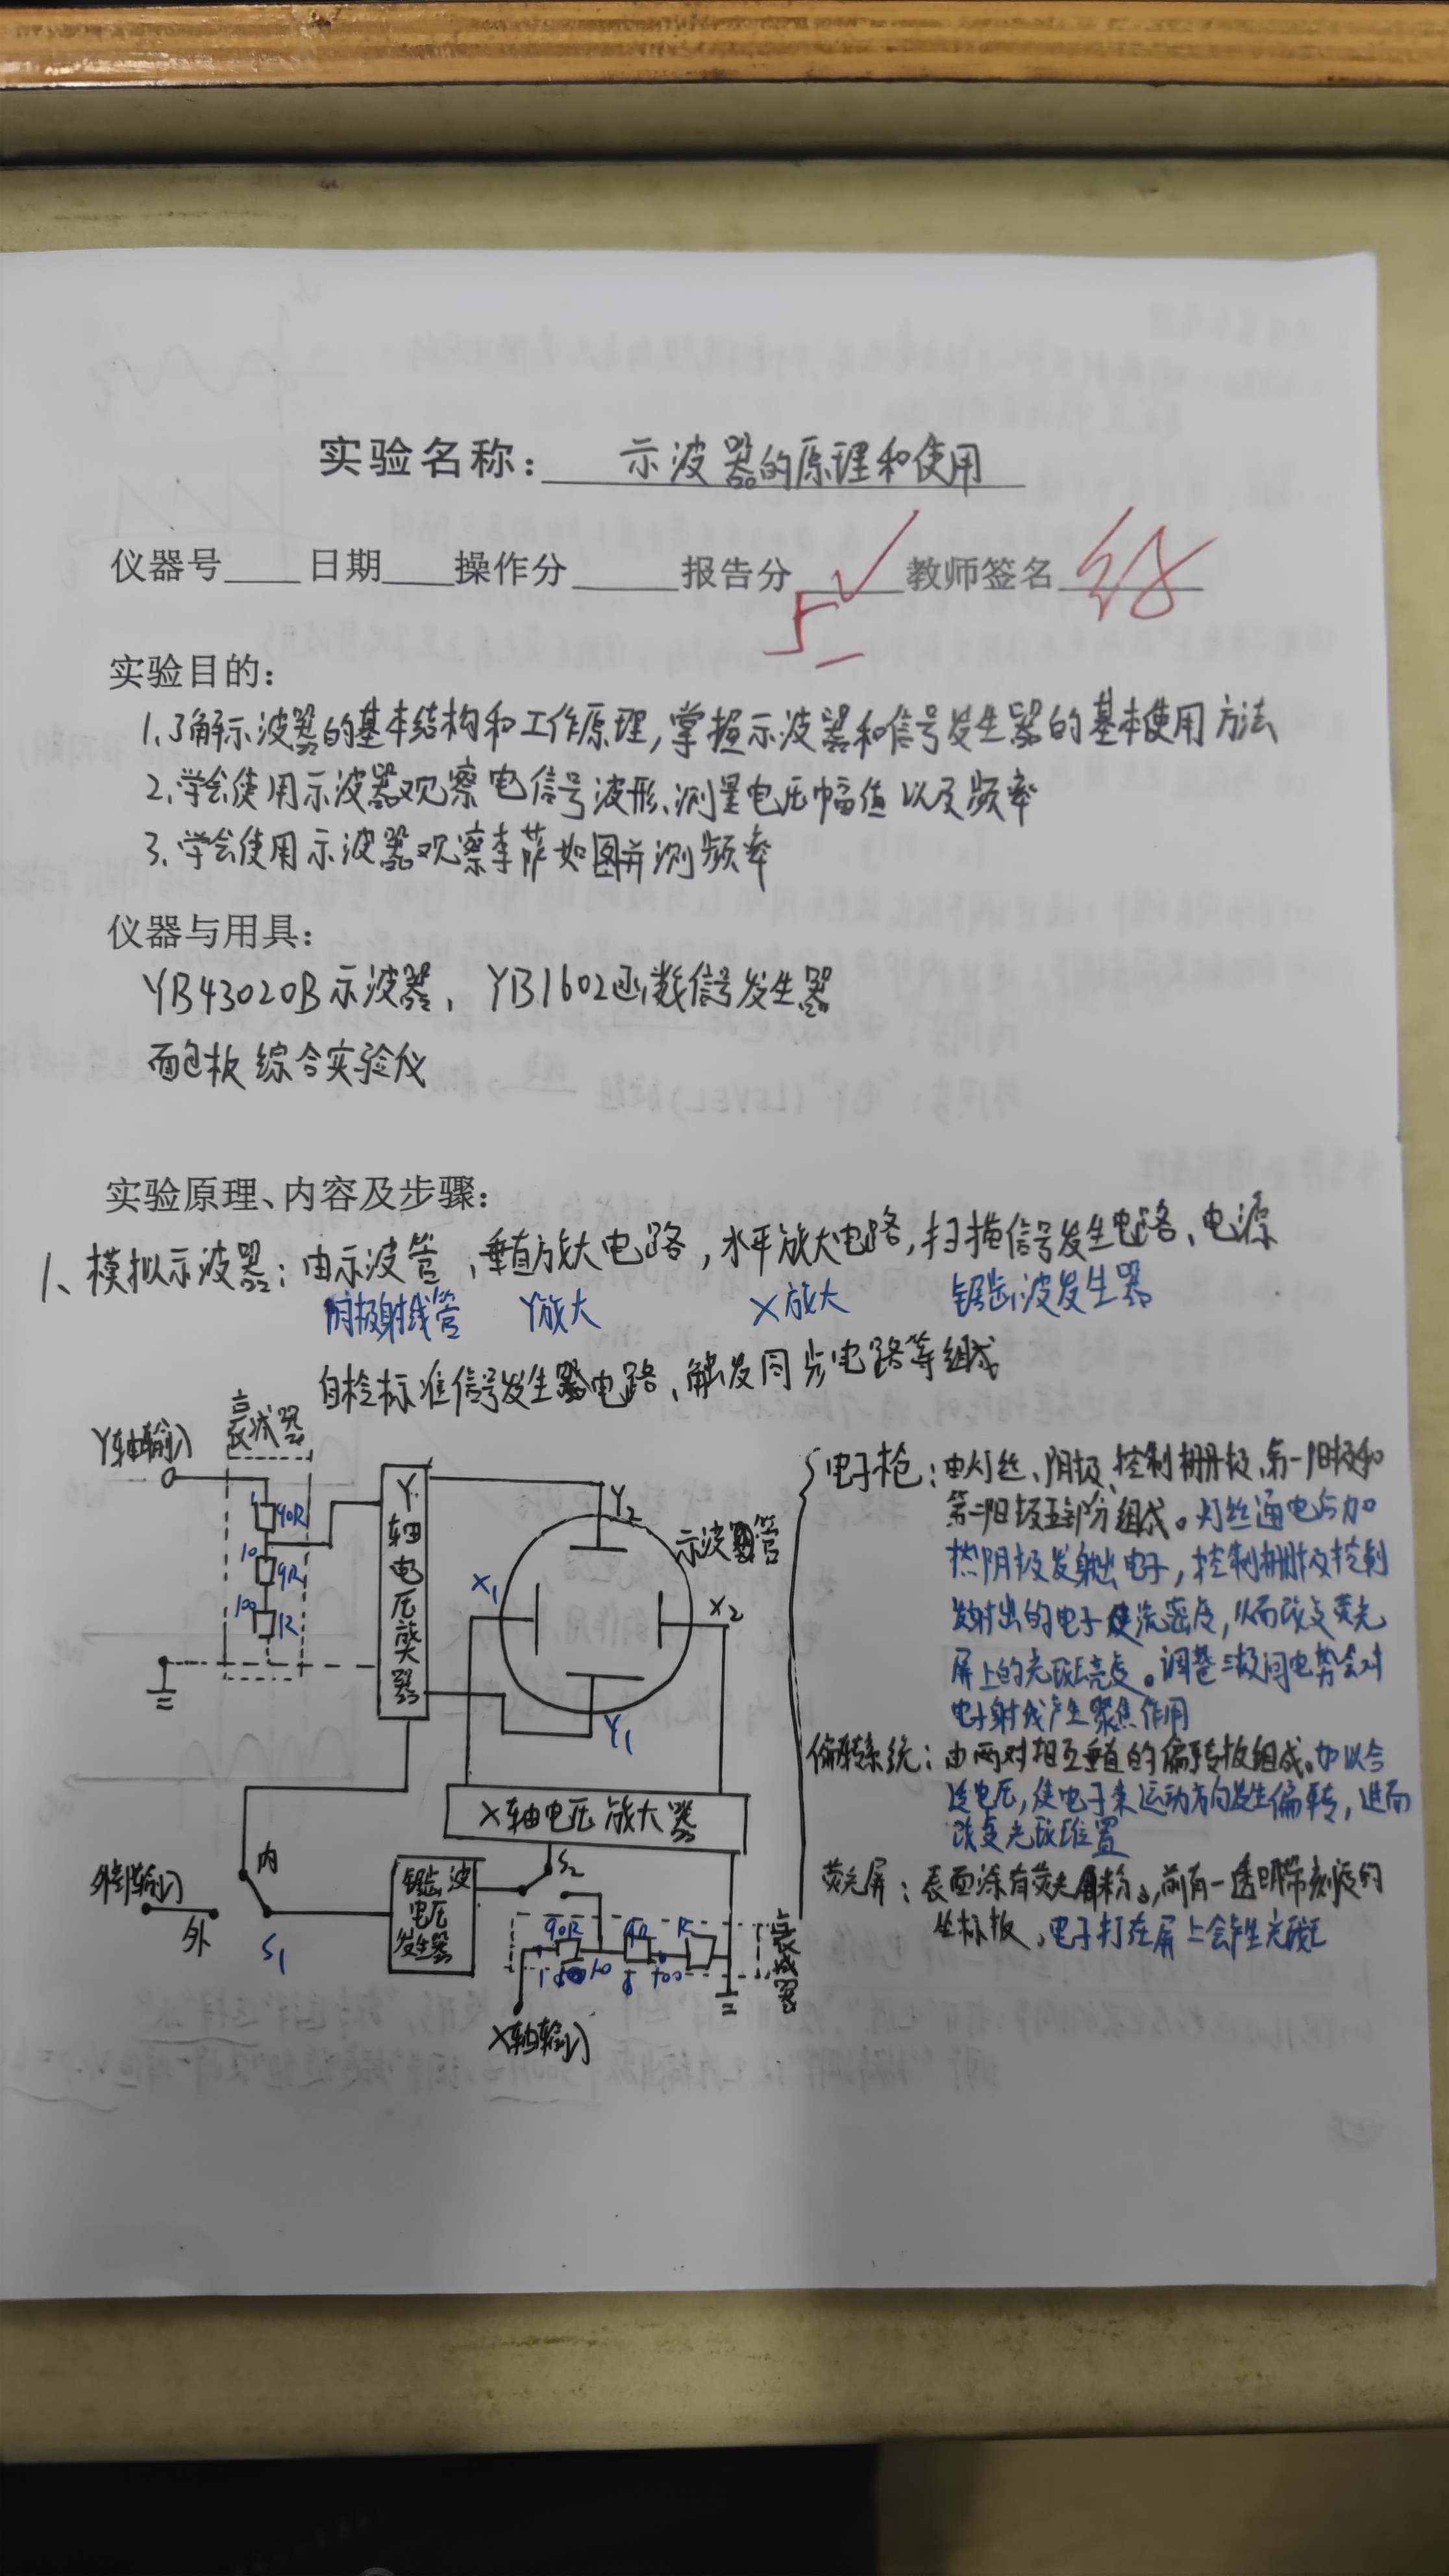 实验名称：示波器的原理和使用
仪器号 日期 操作分 报告分 教师签名
实验目的：
1、了解示波器的基本结构和工作原理，掌握示波器和信号发生器的基本使用方法
2、学会使用示波器观察电信号波形、测量电压幅值以及频率
3、学会使用示波器观察李萨如图并测频率
仪器与用具：
YB43020B示波器，YB1602函数信号发生器
面包板综合实验仪
实验原理、内容及步骤：
1、模拟示波器：由示波管、垂直放大电路，水平放大电路，扫描信号发生电路、电源
阴极射线管 Y放大 X放大 锯齿波发生器
自检标准信号发生器电路、触发同步电路等组成
Y轴输入 衰减器
1 90R
10 9R
100 R
Y轴电压放大器
Y2
示波管
X1 X2
Y1
X轴电压放大器
内
外
S1
锯齿波电压发生器
S2
90R 9R R
1 10 100
衰减器
X轴输入
电子枪：由灯丝、阴极、控制栅极、第一阳极和
第二阳极五部分组成。灯丝通电后加
热阴极发射出电子，控制栅极控制
发射出的电子流密度，从而改变荧光
屏上的光斑亮度。调整三极间电势会对
电子射线产生聚焦作用
偏转系统：由两对相互垂直的偏转板组成。加以合
适电压，使电子束运动方向发生偏转，进而
改变光斑位置
荧光屏：表面涂有荧光粉，前有一透明带刻度的
坐标板，电子打在屏上会产生光斑